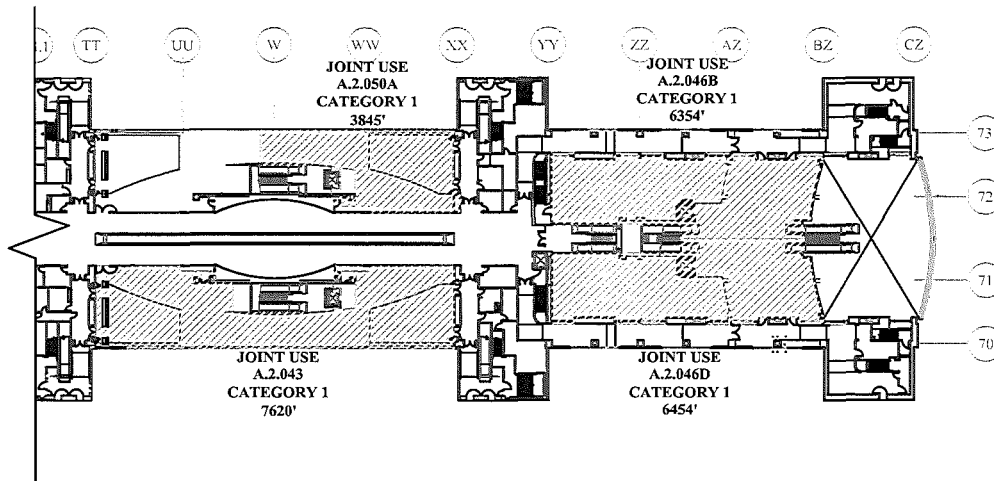 TT
UU
W
WW
XX
YY
ZZ
AZ
BZ
CZ
JOINT USE
A.2.050A
CATEGORY 1
3845'
JOINT USE
A.2.046B
CATEGORY 1
6354'
73
72
71
70
JOINT USE
A.2.043
CATEGORY 1
7620'
JOINT USE
A.2.046D
CATEGORY 1
6454'